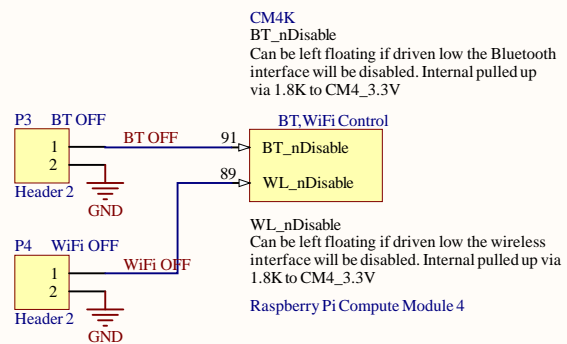 CM4K
BT_nDisable
Can be left floating if driven low the Bluetooth
interface will be disabled. Internal pulled up
via 1.8K to CM4_3.3V
P3 BT OFF
BT OFF
91
BT,WiFi Control
1
BT_nDisable
2
89
WL_nDisable
Header 2
GND
WL_nDisable
Can be left floating if driven low the wireless
interface will be disabled. Internal pulled up via
1.8K to CM4_3.3V
P4 WiFi OFF
WiFi OFF
1
2
Raspberry Pi Compute Module 4
Header 2
GND